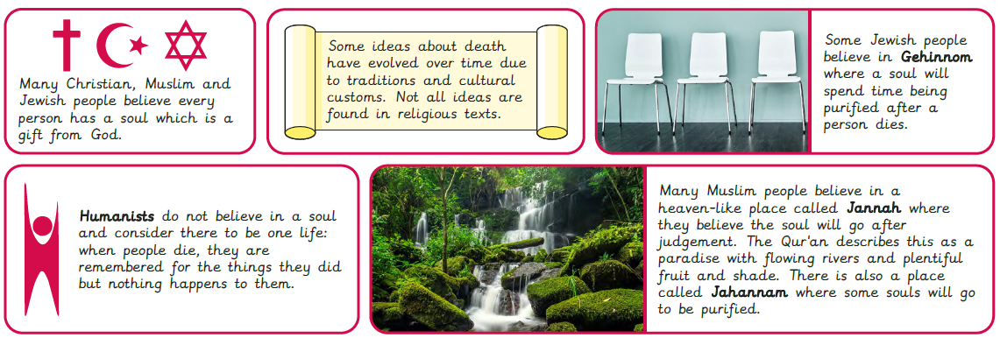 Many Christian, Muslim and
Jewish people believe every
person has a soul which is a
gift from God.
Some ideas about death
have evolved over time due
to traditions and cultural
customs. Not all ideas are
found in religious texts.
Some Jewish people
believe in Gehinnom
where a soul will
spend time being
purified after a
person dies.
Humanists do not believe in a soul
and consider there to be one life:
when people die, they are
remembered for the things they did
but nothing happens to them.
Many Muslim people believe in a
heaven-like place called Jannah where
they believe the soul will go after
judgement. The Qur'an describes this as a
paradise with flowing rivers and plentiful
fruit and shade. There is also a place
called Jahannam where some souls will go
to be purified.